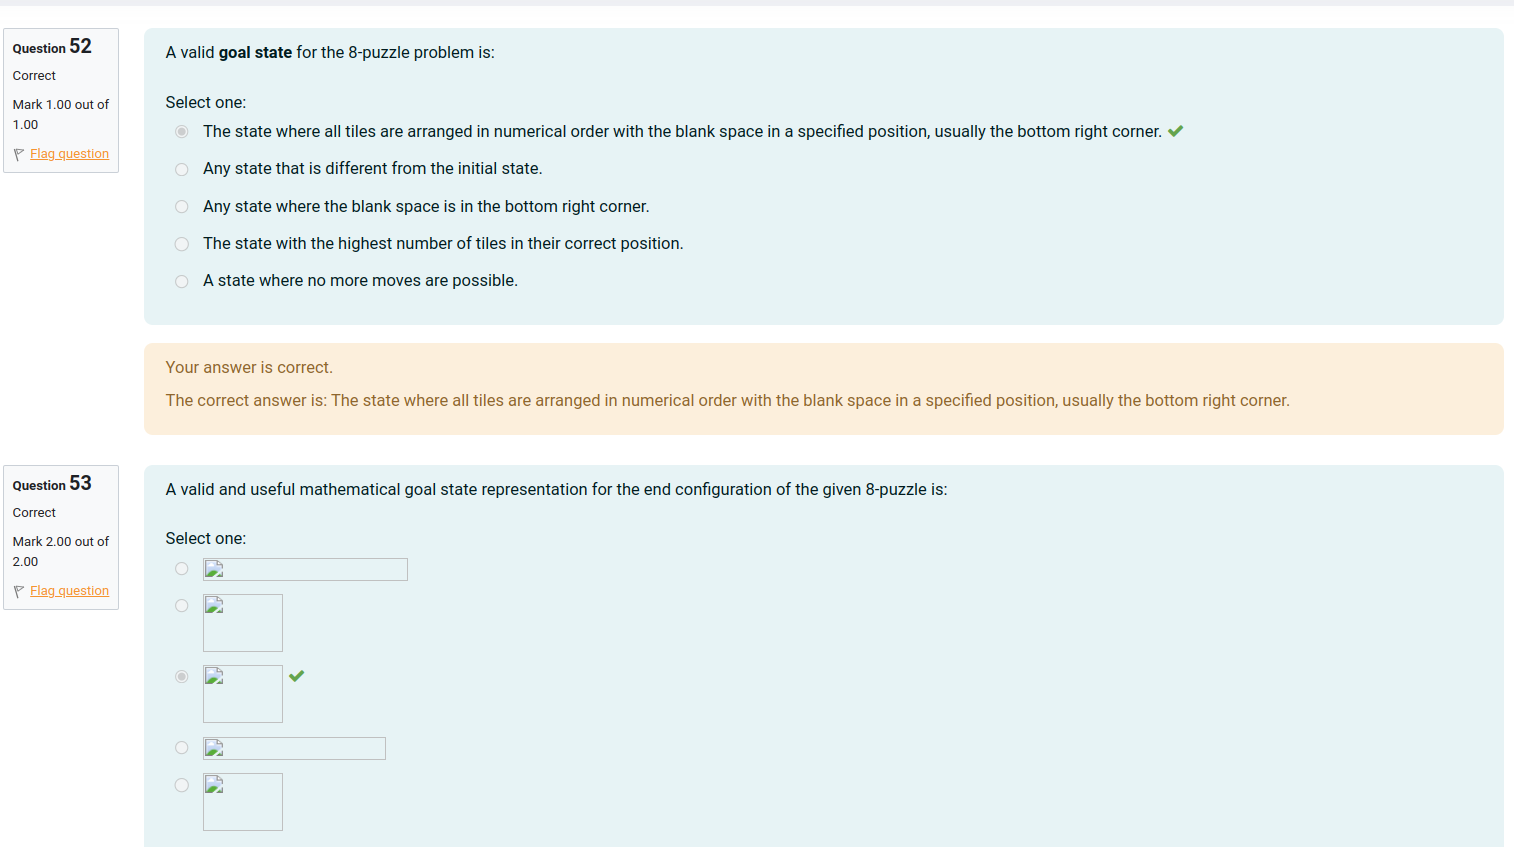 Question 52
Correct
Mark 1.00 out of
1.00
Flag question
A valid goal state for the 8-puzzle problem is:
Select one:
The state where all tiles are arranged in numerical order with the blank space in a specified position, usually the bottom right corner.
Any state that is different from the initial state.
Any state where the blank space is in the bottom right corner.
The state with the highest number of tiles in their correct position.
A state where no more moves are possible.
Your answer is correct.
The correct answer is: The state where all tiles are arranged in numerical order with the blank space in a specified position, usually the bottom right corner.
Question 53
Correct
Mark 2.00 out of
2.00
Flag question
A valid and useful mathematical goal state representation for the end configuration of the given 8-puzzle is:
Select one: